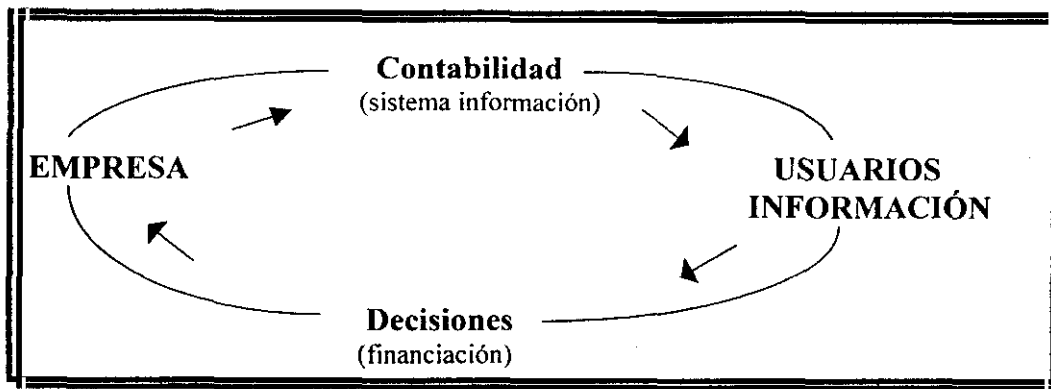 Contabilidad
(sistema información)
EMPRESA
USUARIOS
INFORMACIÓN
Decisiones
(financiación)